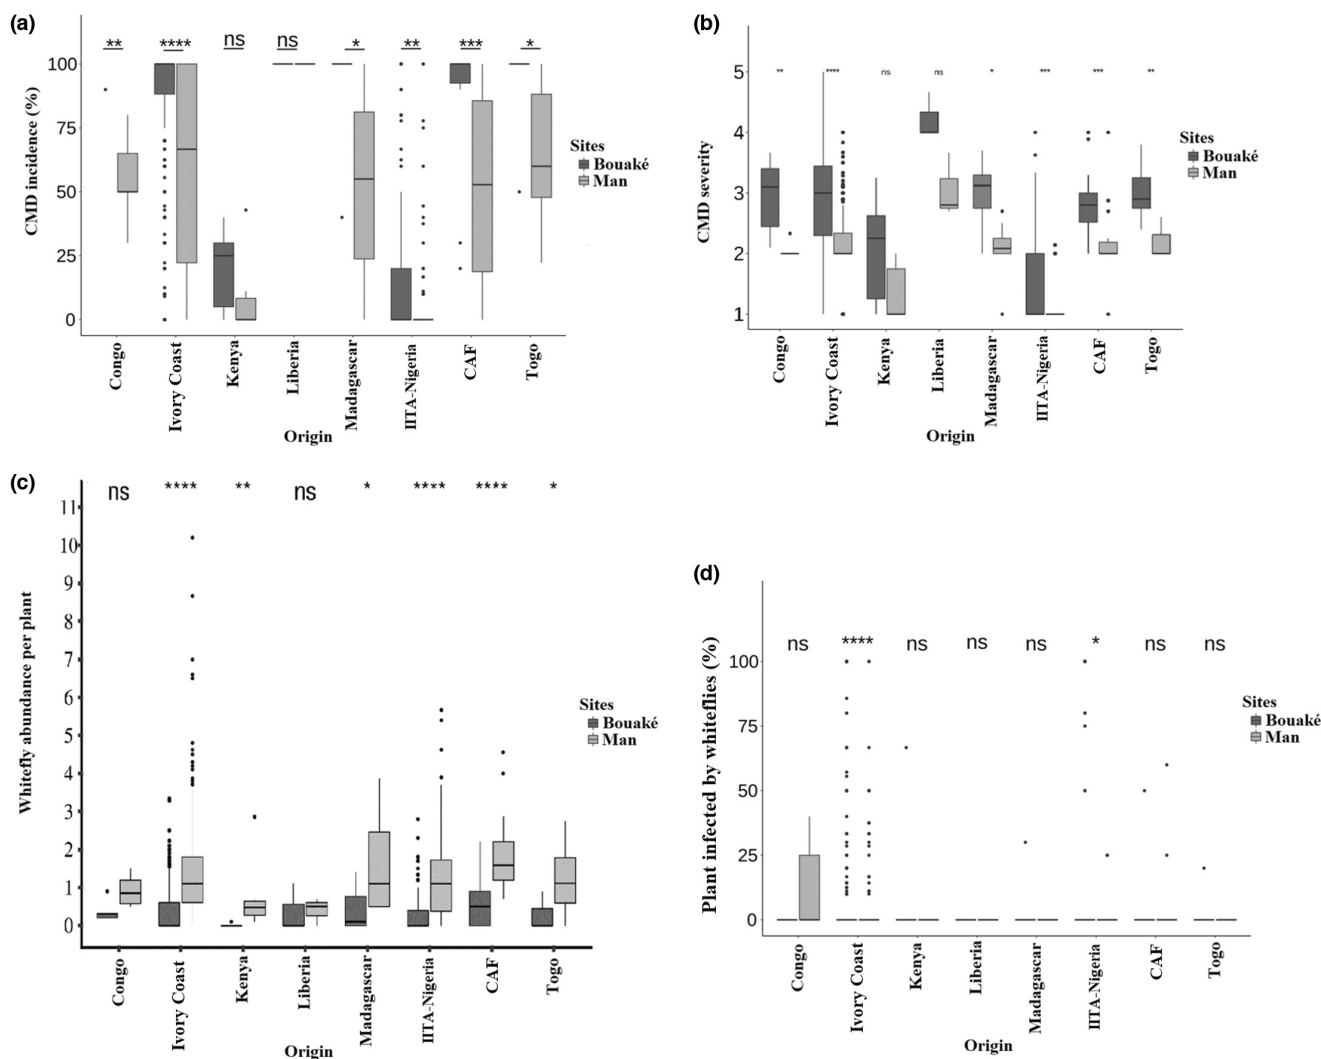 (a)
** **** ns ns * ** *** *
100
75
50
25
0
CMD incidence (%)
Congo
Ivory Coast
Kenya
Liberia
Madagascar
IITA-Nigeria
CAF
Togo
Origin
Sites
Bouaké
Man
(b)
** **** ns ns * *** *** **
5
4
3
2
1
CMD severity
Congo
Ivory Coast
Kenya
Liberia
Madagascar
IITA-Nigeria
CAF
Togo
Origin
Sites
Bouaké
Man
(c)
ns **** ** ns * **** **** *
11
10
9
8
7
6
5
4
3
2
1
0
Whitefly abundance per plant
Congo
Ivory Coast
Kenya
Liberia
Madagascar
IITA-Nigeria
CAF
Togo
Origin
Sites
Bouaké
Man
(d)
ns **** ns ns ns * ns ns
100
75
50
25
0
Plant infected by whiteflies (%)
Congo
Ivory Coast
Kenya
Liberia
Madagascar
IITA-Nigeria
CAF
Togo
Origin
Sites
Bouaké
Man